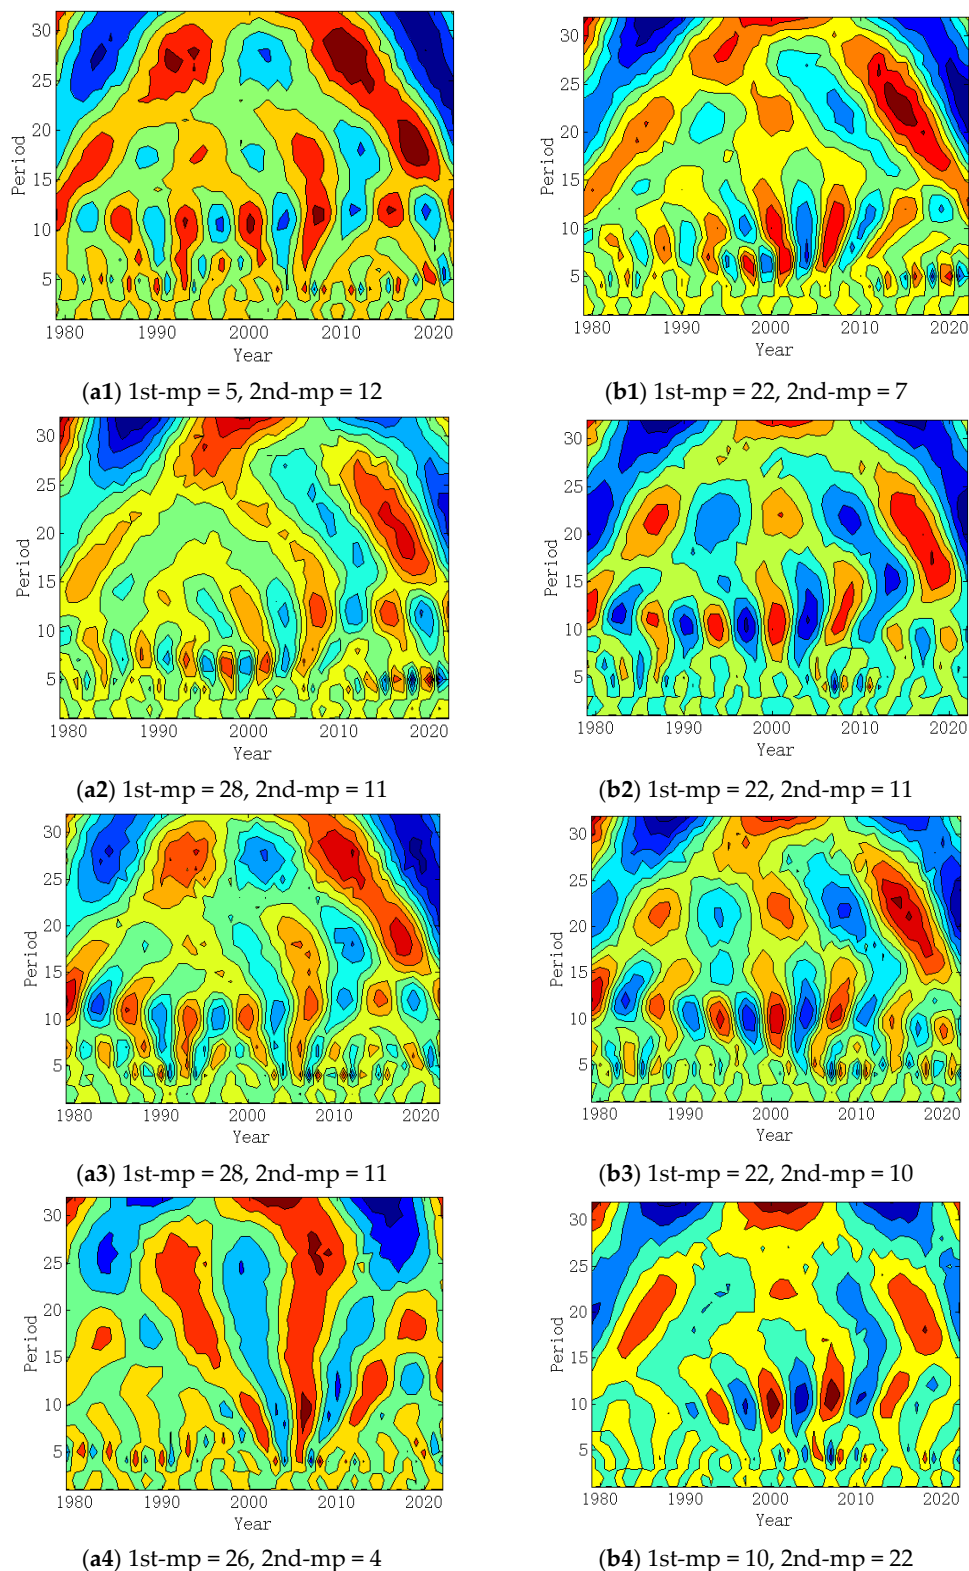 30
25
20
15
10
5
Period
1980 1990 2000 2010 2020
Year
(a1) 1st-mp = 5, 2nd-mp = 12
30
25
20
15
10
5
Period
1980 1990 2000 2010 2020
Year
(b1) 1st-mp = 22, 2nd-mp = 7
30
25
20
15
10
5
Period
1980 1990 2000 2010 2020
Year
(a2) 1st-mp = 28, 2nd-mp = 11
30
25
20
15
10
5
Period
1980 1990 2000 2010 2020
Year
(b2) 1st-mp = 22, 2nd-mp = 11
30
25
20
15
10
5
Period
1980 1990 2000 2010 2020
Year
(a3) 1st-mp = 28, 2nd-mp = 11
30
25
20
15
10
5
Period
1980 1990 2000 2010 2020
Year
(b3) 1st-mp = 22, 2nd-mp = 10
30
25
20
15
10
5
Period
1980 1990 2000 2010 2020
Year
(a4) 1st-mp = 26, 2nd-mp = 4
30
25
20
15
10
5
Period
1980 1990 2000 2010 2020
Year
(b4) 1st-mp = 10, 2nd-mp = 22